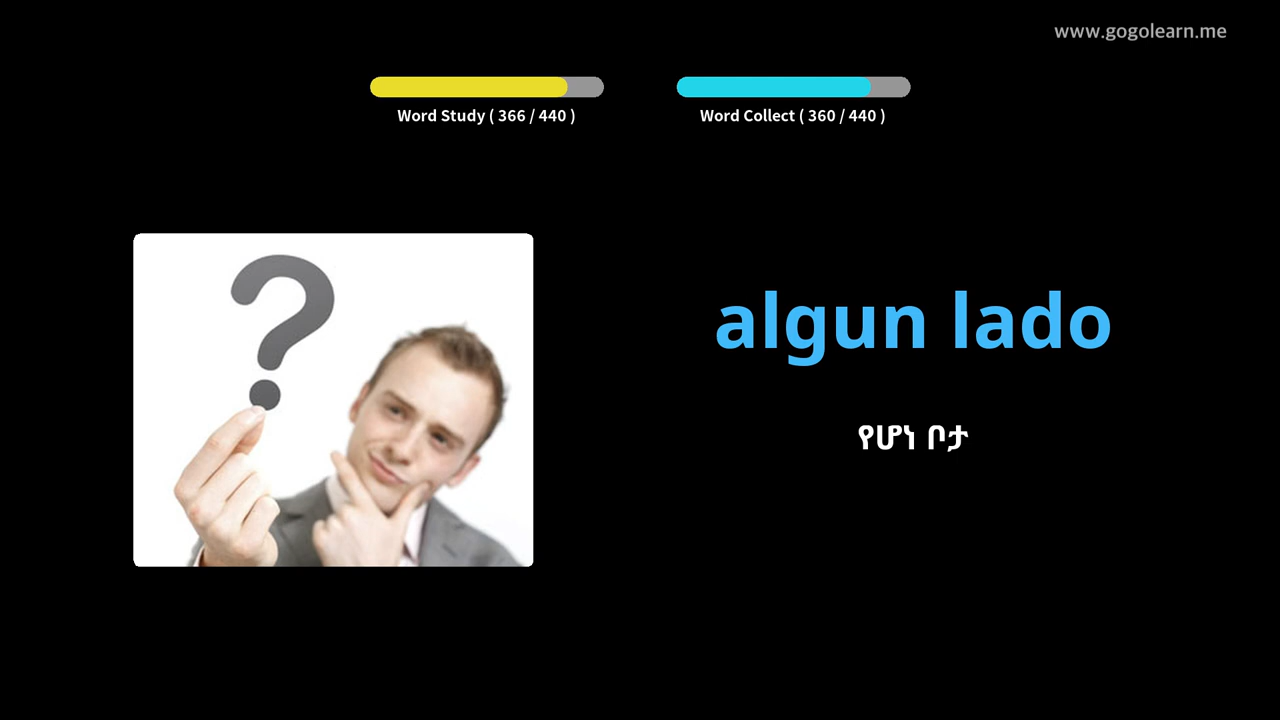 www.gogolearn.me
Word Study ( 366 / 440 )
Word Collect ( 360 / 440 )
algun lado
የሆነ ቦታ